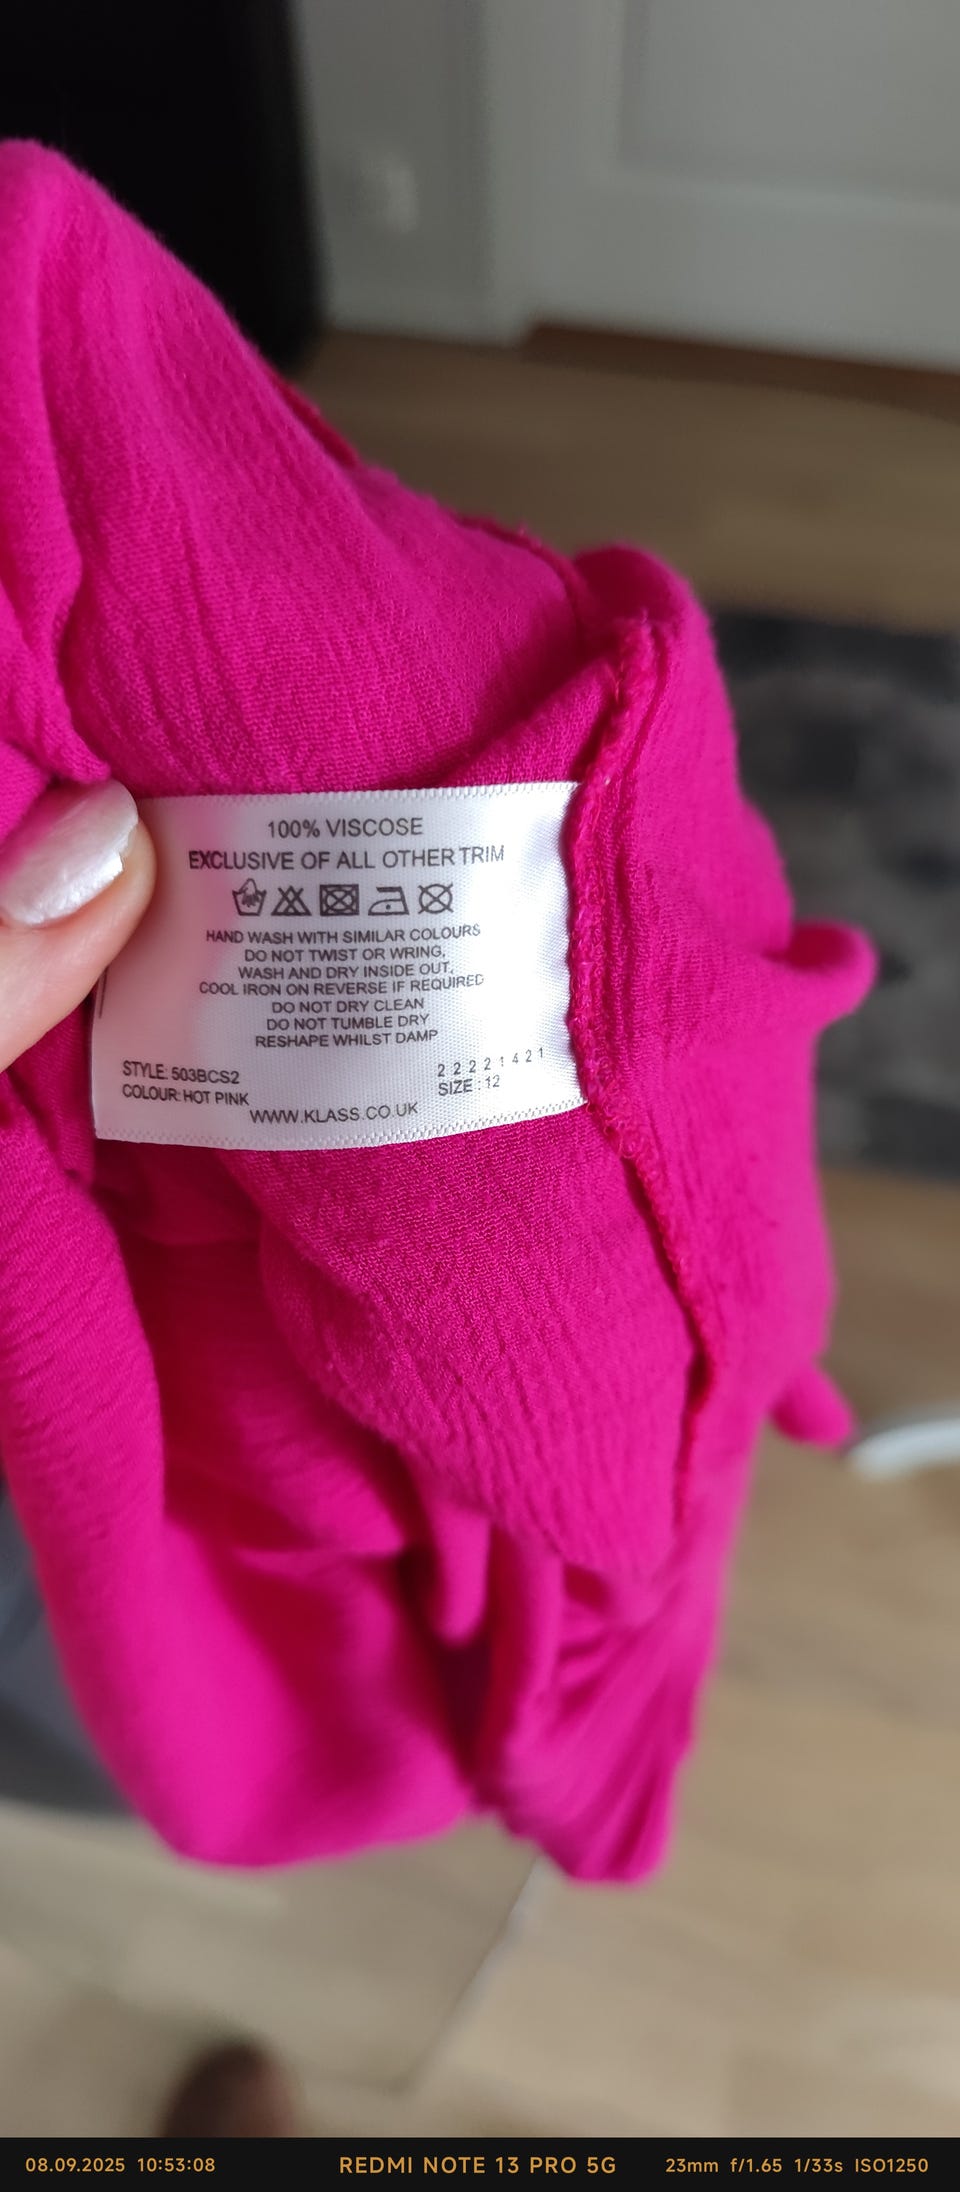 100% VISCOSE
EXCLUSIVE OF ALL OTHER TRIM
HAND WASH WITH SIMILAR COLOURS
DO NOT TWIST OR WRING,
WASH AND DRY INSIDE OUT,
COOL IRON ON REVERSE IF REQUIRED
DO NOT DRY CLEAN
DO NOT TUMBLE DRY
RESHAPE WHILST DAMP
STYLE: 503BCS2
COLOUR: HOT PINK
2 2 2 2 1 4 2 1
SIZE : 12
WWW.KLASS.CO.UK
08.09.2025 10:53:08 REDMI NOTE 13 PRO 5G 23mm f/1.65 1/33s ISO1250